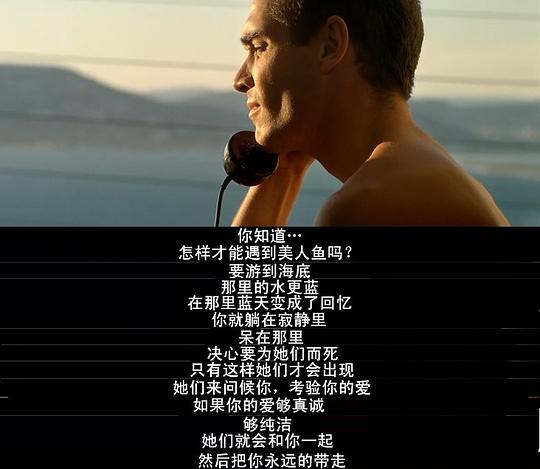 你知道…
怎样才能遇到美人鱼吗?
要游到海底
那里的水更蓝
在那里蓝天变成了回忆
你就躺在寂静里
呆在那里
决心要为她们而死
只有这样她们才会出现
她们来问候你，考验你的爱
如果你的爱够真诚
够纯洁
她们就会和你一起
然后把你永远的带走